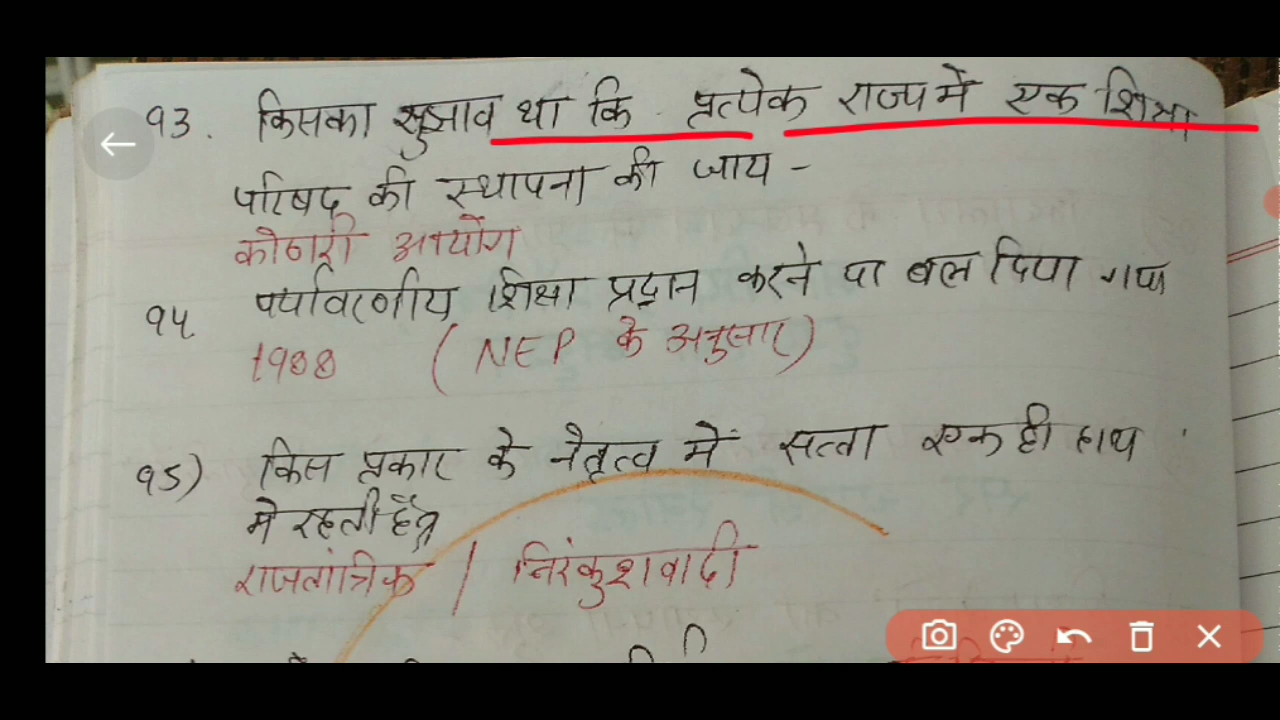 93. किसका सुझाव था कि प्रत्येक राज्य में एक शिक्षा
परिषद की स्थापना की जाय -
कोठारी आयोग
94. पर्यावरणीय शिक्षा प्रदान करने पर बल दिया गया
1988 (NEP के अनुसार)
95) किस प्रकार के नेतृत्व में सत्ता एक ही हाथ
मे रहती हैं
राजतांत्रिक / निरंकुशवादी